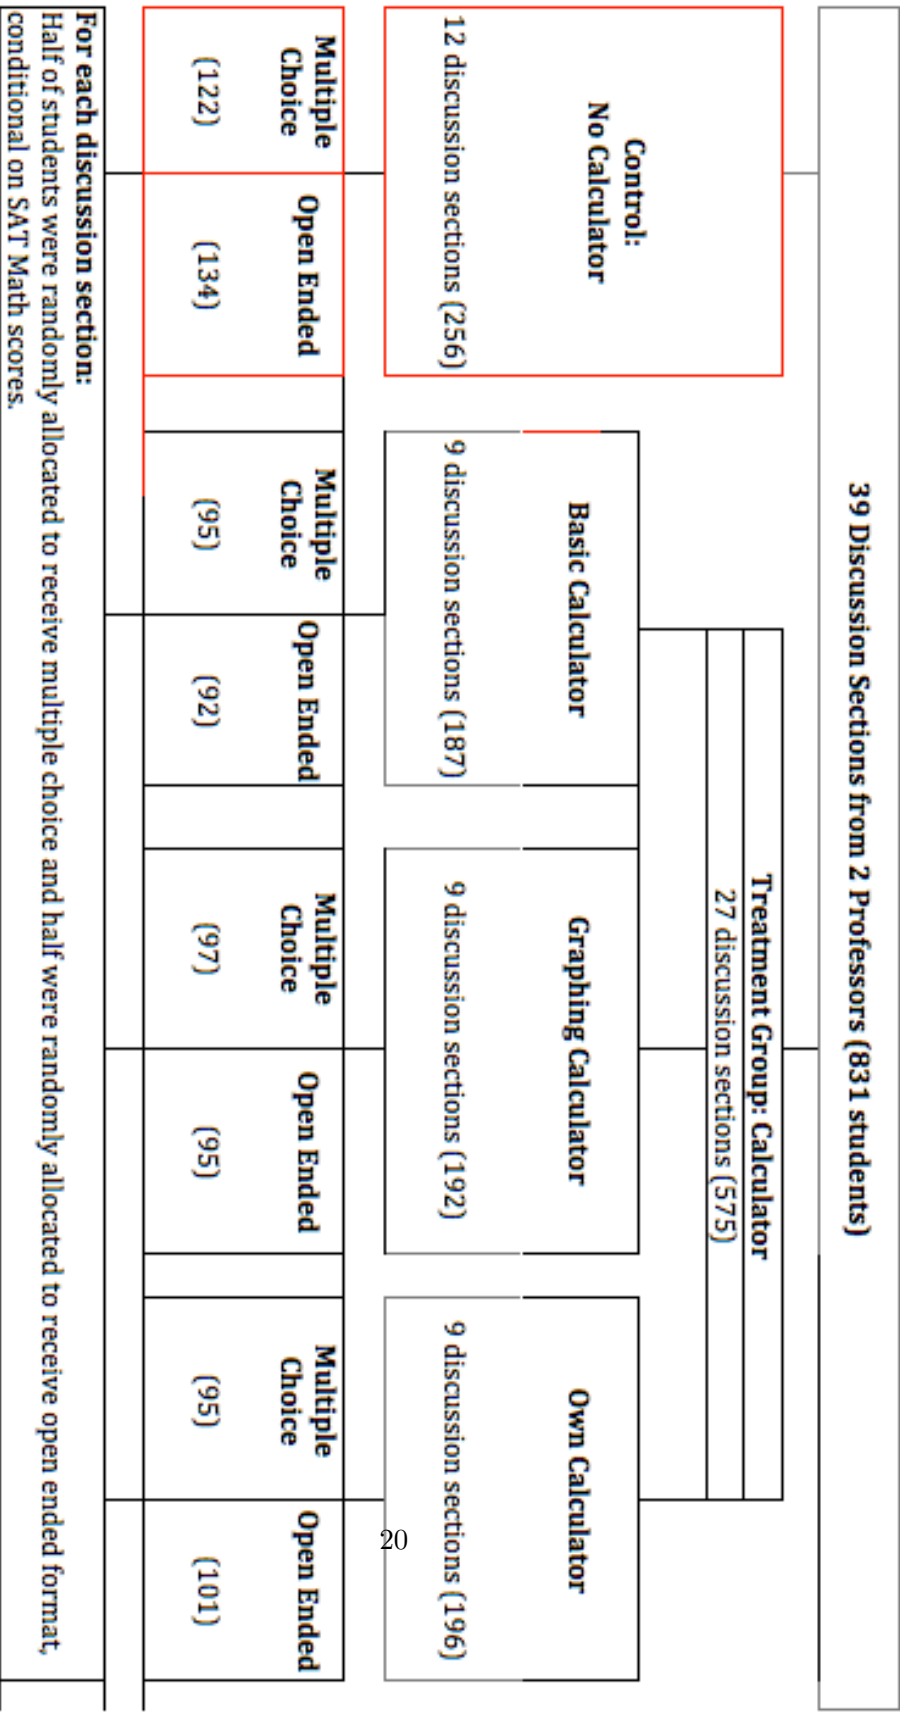 39 Discussion Sections from 2 Professors (831 students)
Control:
No Calculator
12 discussion sections (256)
Treatment Group: Calculator
27 discussion sections (575)
Basic Calculator
9 discussion sections (187)
Graphing Calculator
9 discussion sections (192)
Own Calculator
9 discussion sections (196)
Multiple
Choice
(122)
Open Ended
(134)
Multiple
Choice
(95)
Open Ended
(92)
Multiple
Choice
(97)
Open Ended
(95)
Multiple
Choice
(95)
Open Ended
(101)
For each discussion section:
Half of students were randomly allocated to receive multiple choice and half were randomly allocated to receive open ended format,
conditional on SAT Math scores.
20